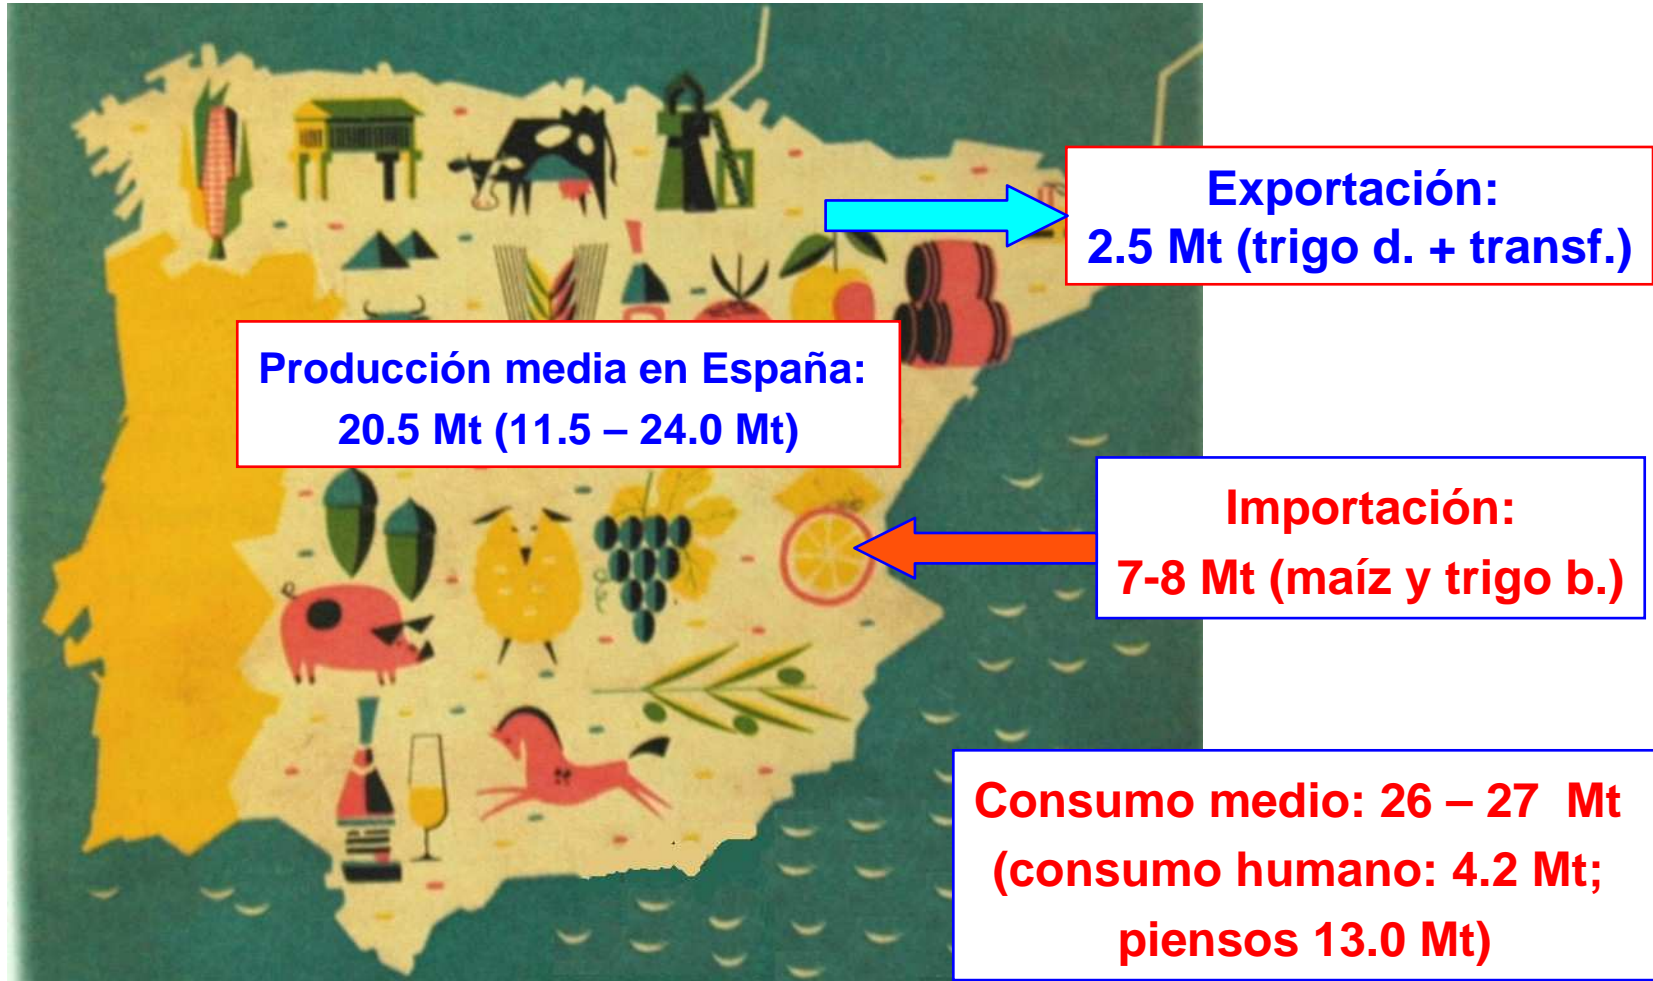 Exportación:
2.5 Mt (trigo d. + transf.)
Producción media en España:
20.5 Mt (11.5 – 24.0 Mt)
Importación:
7-8 Mt (maíz y trigo b.)
Consumo medio: 26 – 27 Mt
(consumo humano: 4.2 Mt;
piensos 13.0 Mt)